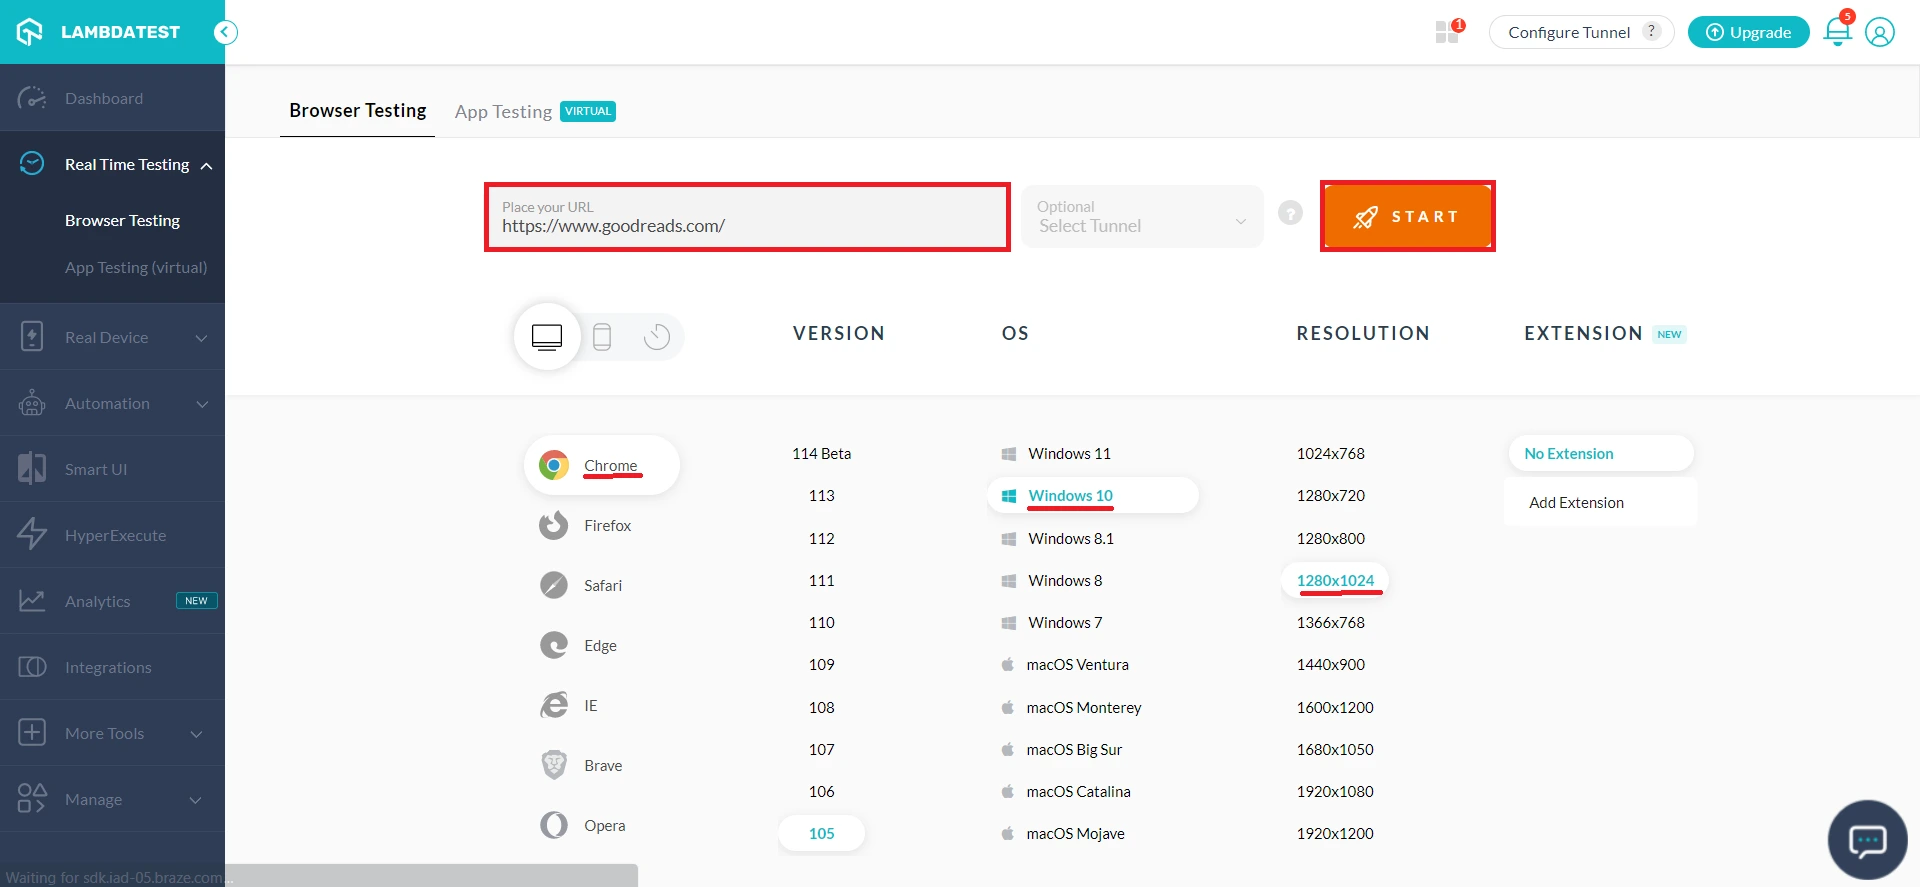 LAMBDATEST
1
Configure Tunnel ?
Upgrade
5
Dashboard
Real Time Testing
Browser Testing
App Testing (virtual)
Real Device
Automation
Smart UI
HyperExecute
Analytics NEW
Integrations
More Tools
Manage
Waiting for sdk.iad-05.braze.com...
Browser Testing
App Testing VIRTUAL
Place your URL
https://www.goodreads.com/
Optional
Select Tunnel
?
START
VERSION
OS
RESOLUTION
EXTENSION NEW
Chrome
Firefox
Safari
Edge
IE
Brave
Opera
114 Beta
113
112
111
110
109
108
107
106
105
Windows 11
Windows 10
Windows 8.1
Windows 8
Windows 7
macOS Ventura
macOS Monterey
macOS Big Sur
macOS Catalina
macOS Mojave
1024x768
1280x720
1280x800
1280x1024
1366x768
1440x900
1600x1200
1680x1050
1920x1080
1920x1200
No Extension
Add Extension